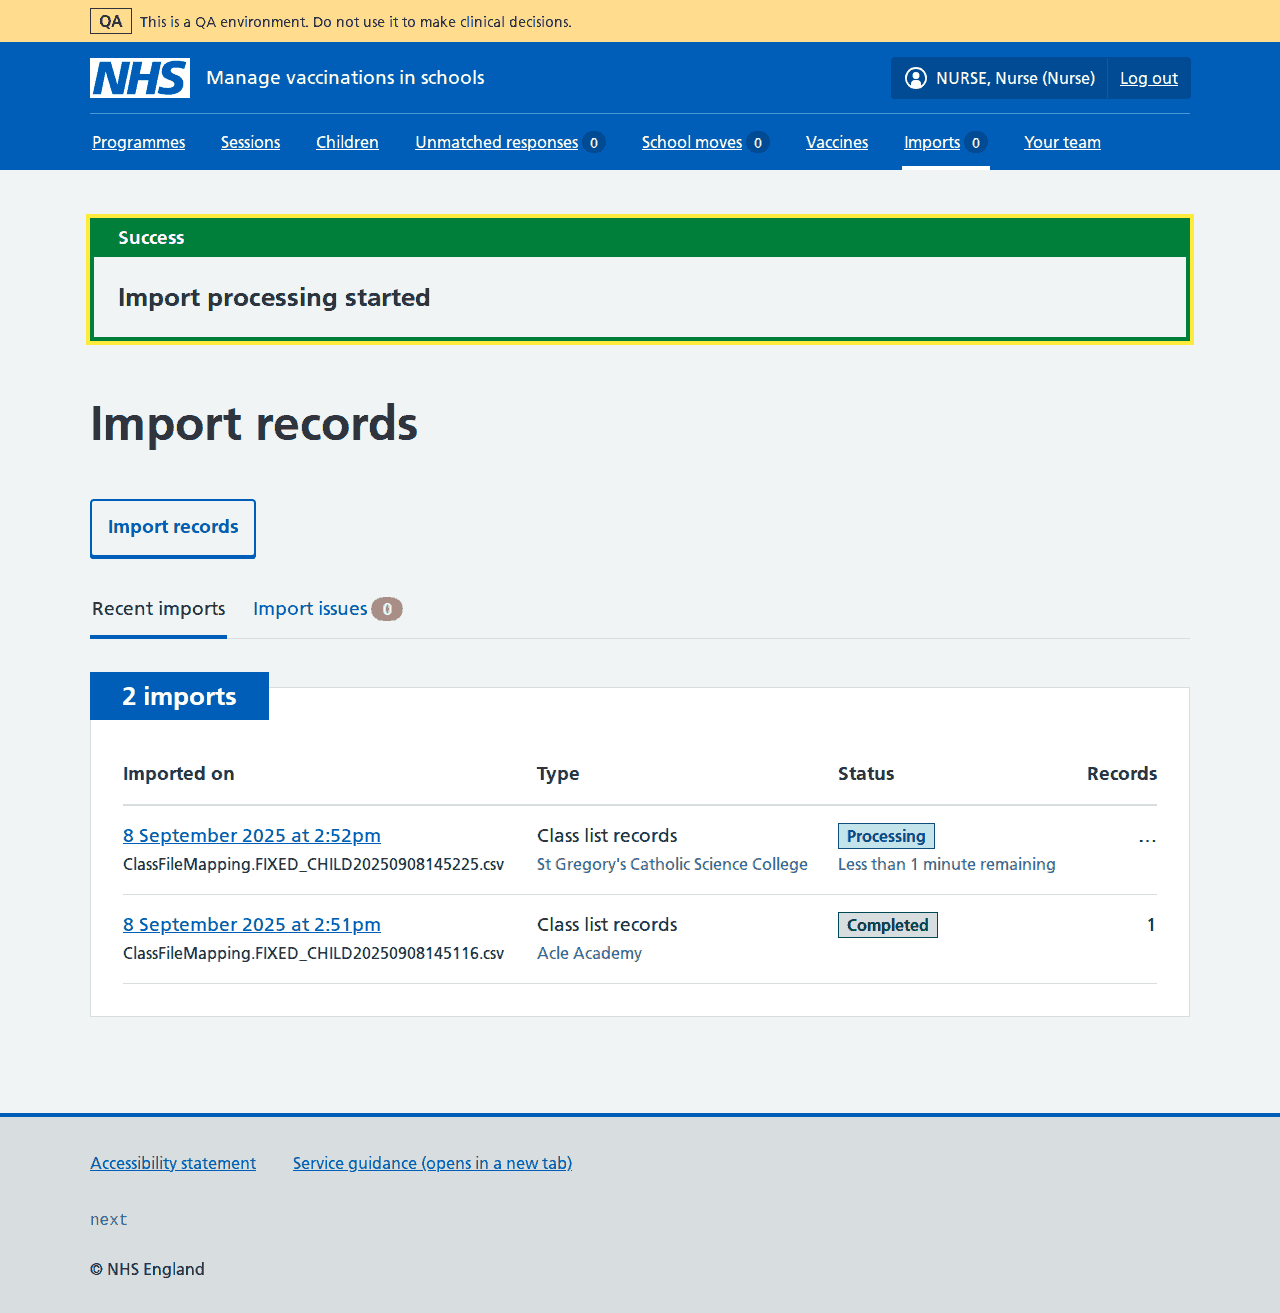 QA This is a QA environment. Do not use it to make clinical decisions.
NHS Manage vaccinations in schools NURSE, Nurse (Nurse) Log out
Programmes Sessions Children Unmatched responses 0 School moves 0 Vaccines Imports 0 Your team
Success
Import processing started
Import records
Import records
Recent imports Import issues 0
2 imports
Imported on Type Status Records
8 September 2025 at 2:52pm Class list records Processing ...
ClassFileMapping.FIXED_CHILD20250908145225.csv St Gregory's Catholic Science College Less than 1 minute remaining
8 September 2025 at 2:51pm Class list records Completed 1
ClassFileMapping.FIXED_CHILD20250908145116.csv Acle Academy
Accessibility statement Service guidance (opens in a new tab)
next
© NHS England